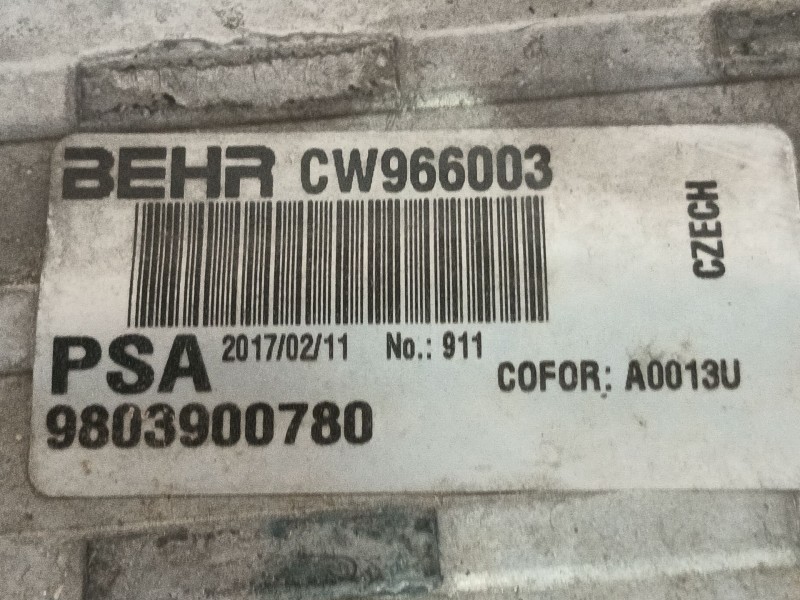 BEHR CW966003
CZECH
PSA 2017/02/11 No.: 911
COFOR: A0013U
9803900780